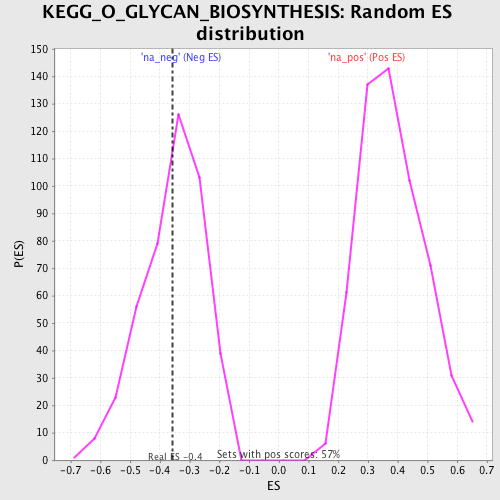 KEGG_O_GLYCAN_BIOSYNTHESIS: Random ES
distribution
'na_neg' (Neg ES)
'na_pos' (Pos ES)
150
140
130
120
110
100
90
80
70
60
50
40
30
20
10
0
P(ES)
Real ES -0.4
Sets with pos scores: 57%
-0.7 -0.6 -0.5 -0.4 -0.3 -0.2 -0.1 0.0 0.1 0.2 0.3 0.4 0.5 0.6 0.7
ES